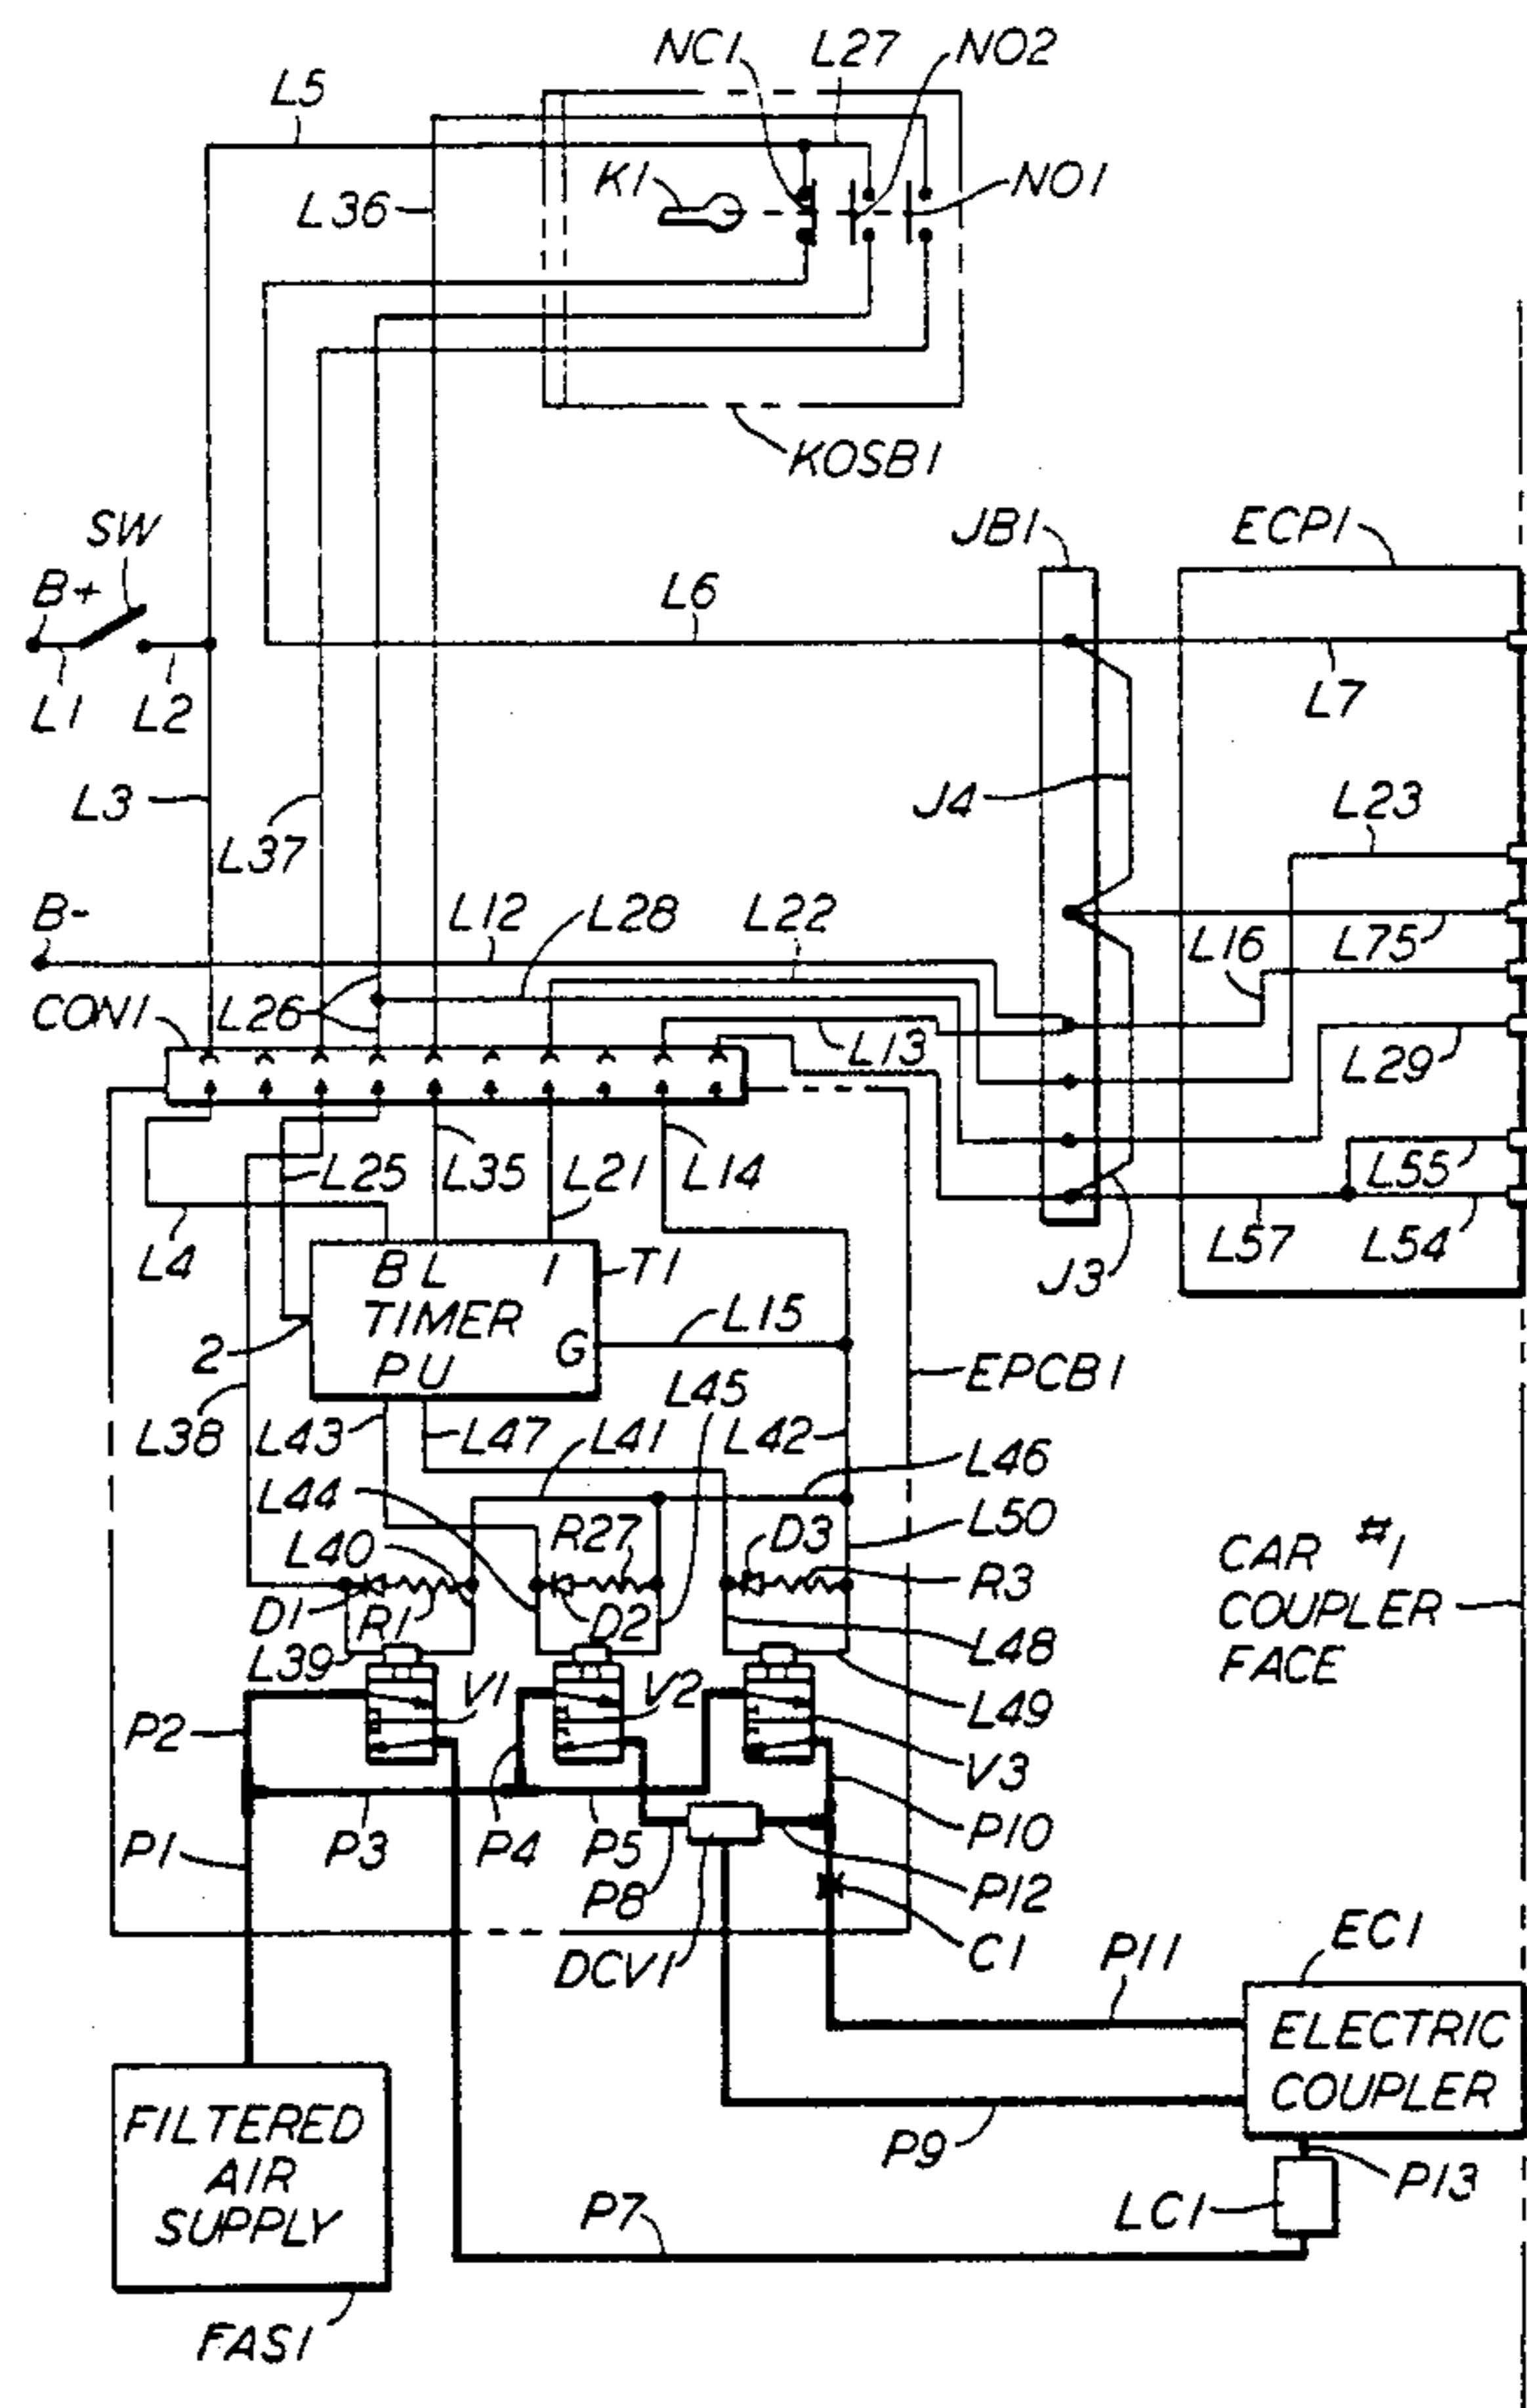 NC1 L27 NO2
L5
K1 NO1
L36
KOSB1
SW JB1 ECP1
B+ L6
L1 L2 L7
L3 J4 L23
L37
B- L12 L28 L22
L16 L75
CON1 L26 L13
L29
L25 L35 L21 L14 L55
L4 L57 L54
B L I T1 J3
TIMER L15
2 P U G
L45 EPCB1
L38 L43 L47 L41 L42
L46
L44 L50
R27 D3
L40 R3
D1 R1 D2
L48
L39
V1 V2 L49
P2
V3
P10
P1 P3 P4 P5
P8 P12
DCV1 C1 P11 EC1
CAR #1
COUPLER
FACE
ELECTRIC
COUPLER
P9
P13
LC1
P7
FILTERED
AIR
SUPPLY
FAS1